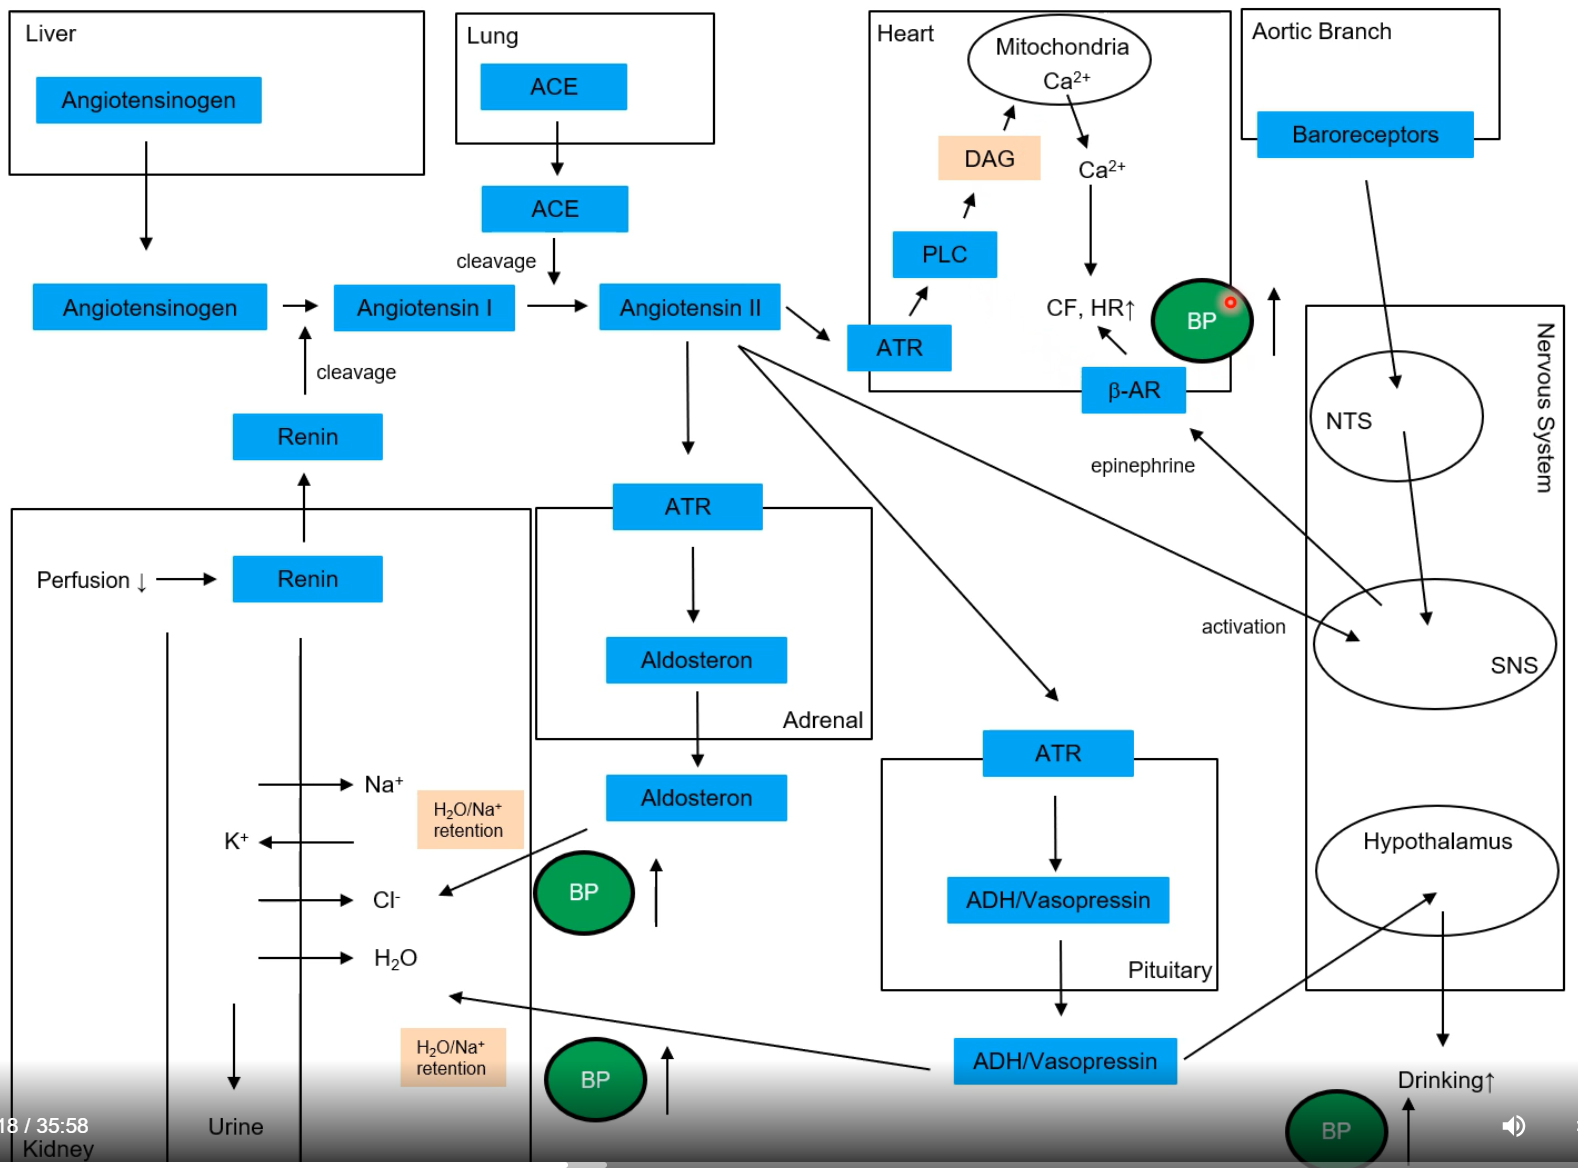 Liver
Angiotensinogen
Lung
ACE
ACE
cleavage
Heart
Mitochondria
Ca²⁺
DAG
Ca²⁺
PLC
CF, HR↑
BP
ATR
β-AR
Aortic Branch
Baroreceptors
Angiotensinogen
Angiotensin I
Angiotensin II
cleavage
Renin
Perfusion ↓
Renin
ATR
Aldosteron
Adrenal
Aldosteron
epinephrine
activation
Nervous System
NTS
SNS
Hypothalamus
Drinking↑
BP
ATR
ADH/Vasopressin
Pituitary
ADH/Vasopressin
Na⁺
K⁺
Cl⁻
H₂O
H₂O/Na⁺
retention
BP
H₂O/Na⁺
retention
BP
Urine
Kidney
18 / 35:58